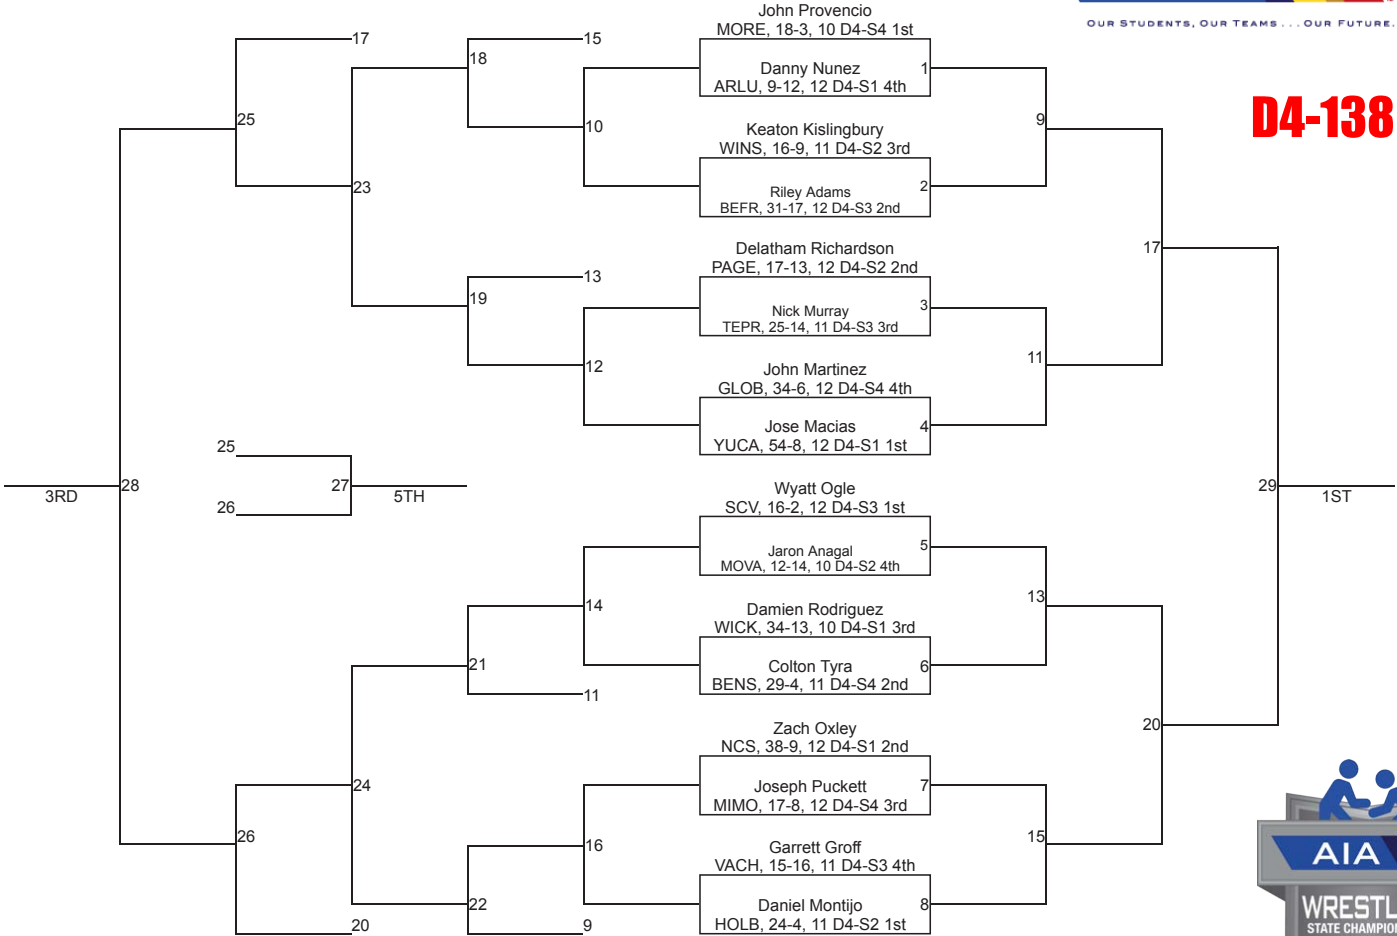 OUR STUDENTS, OUR TEAMS . . . OUR FUTURE.
D4-138
John Provencio
MORE, 18-3, 10 D4-S4 1st
Danny Nunez 1
ARLU, 9-12, 12 D4-S1 4th
Keaton Kislingbury
WINS, 16-9, 11 D4-S2 3rd
Riley Adams 2
BEFR, 31-17, 12 D4-S3 2nd
Delatham Richardson
PAGE, 17-13, 12 D4-S2 2nd
Nick Murray 3
TEPR, 25-14, 11 D4-S3 3rd
John Martinez
GLOB, 34-6, 12 D4-S4 4th
Jose Macias 4
YUCA, 54-8, 12 D4-S1 1st
Wyatt Ogle
SCV, 16-2, 12 D4-S3 1st
Jaron Anagal 5
MOVA, 12-14, 10 D4-S2 4th
Damien Rodriguez
WICK, 34-13, 10 D4-S1 3rd
Colton Tyra 6
BENS, 29-4, 11 D4-S4 2nd
Zach Oxley
NCS, 38-9, 12 D4-S1 2nd
Joseph Puckett 7
MIMO, 17-8, 12 D4-S4 3rd
Garrett Groff
VACH, 15-16, 11 D4-S3 4th
Daniel Montijo 8
HOLB, 24-4, 11 D4-S2 1st
9
11
13
15
17
20
29
1ST
15
10
13
12
14
11
16
9
18
19
21
22
17
23
24
20
25
26
25
26
27
5TH
28
3RD
AIA
WRESTL
STATE CHAMPIO